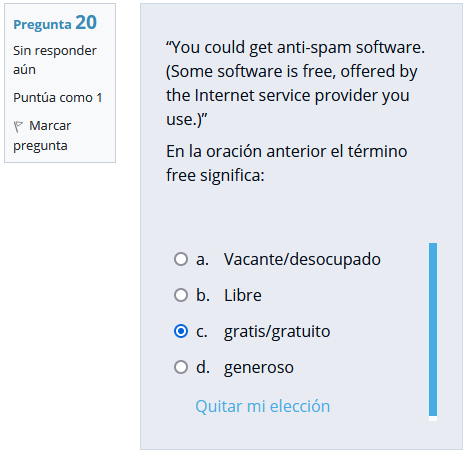 Pregunta 20
Sin responder
aún
Puntúa como 1
Marcar
pregunta
“You could get anti-spam software.
(Some software is free, offered by
the Internet service provider you
use.)”
En la oración anterior el término
free significa:
a. Vacante/desocupado
b. Libre
c. gratis/gratuito
d. generoso
Quitar mi elección